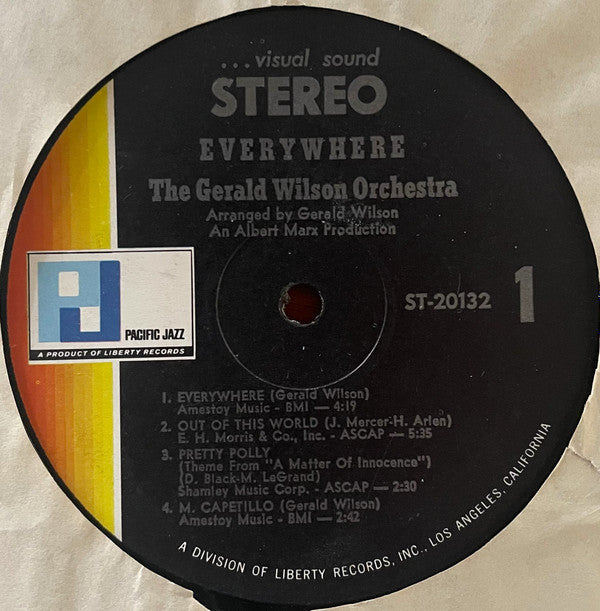 ...visual sound
STEREO
EVERYWHERE
The Gerald Wilson Orchestra
Arranged by Gerald Wilson
An Albert Marx Production
ST-20132 1
PJ
PACIFIC JAZZ
A PRODUCT OF LIBERTY RECORDS
1. EVERYWHERE (Gerald Wilson)
Amestoy Music - BMI — 4:19
2. OUT OF THIS WORLD (J. Mercer-H. Arlen)
E. H. Morris & Co., Inc. - ASCAP — 5:35
3. PRETTY POLLY
(Theme From "A Matter Of Innocence")
(D. Black-M. LeGrand)
Shamley Music Corp. - ASCAP — 2:30
4. M. CAPETILLO (Gerald Wilson)
Amestoy Music - BMI — 2:42
A DIVISION OF LIBERTY RECORDS, INC., LOS ANGELES, CALIFORNIA